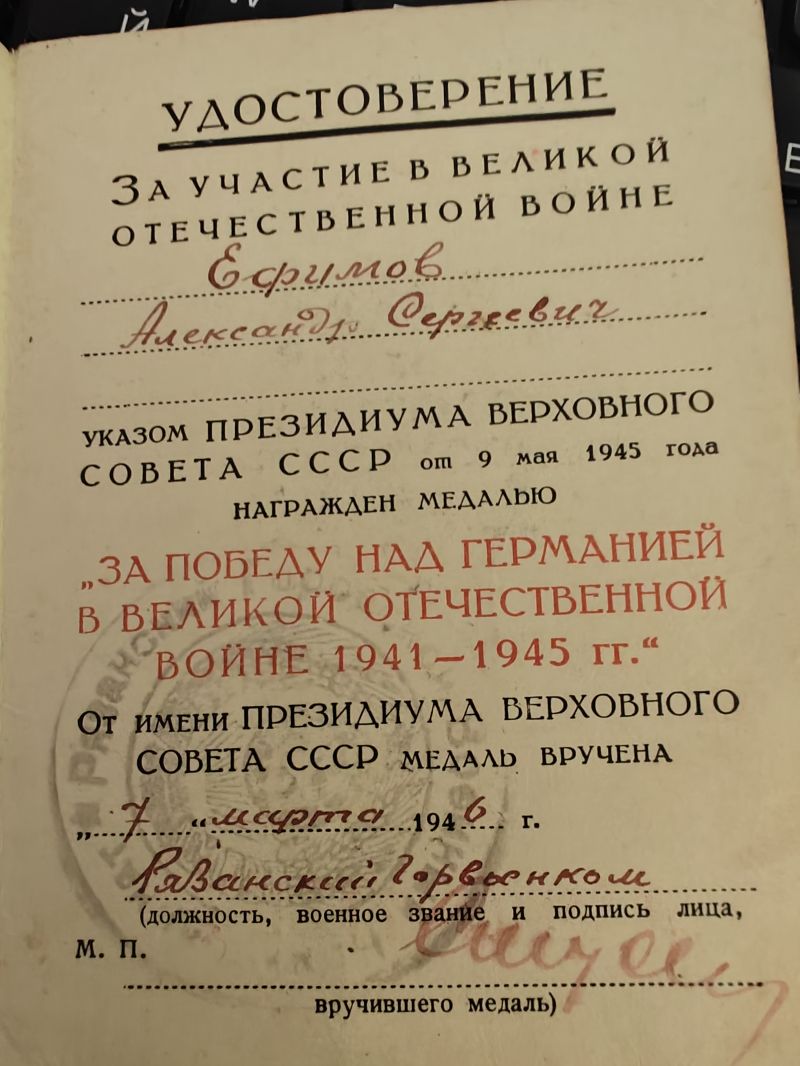 УДОСТОВЕРЕНИЕ
ЗА УЧАСТИЕ В ВЕЛИКОЙ
ОТЕЧЕСТВЕННОЙ ВОЙНЕ
Ефимов
Александр Сергеевич
УКАЗОМ ПРЕЗИДИУМА ВЕРХОВНОГО
СОВЕТА СССР от 9 мая 1945 года
НАГРАЖДЕН МЕДАЛЬЮ
„ЗА ПОБЕДУ НАД ГЕРМАНИЕЙ
В ВЕЛИКОЙ ОТЕЧЕСТВЕННОЙ
ВОЙНЕ 1941—1945 гг.“
ОТ ИМЕНИ ПРЕЗИДИУМА ВЕРХОВНОГО
СОВЕТА СССР МЕДАЛЬ ВРУЧЕНА
„7“ марта 1946 г.
Рязанский Горвоенком
(должность, военное звание и подпись лица,
М. П.
вручившего медаль)